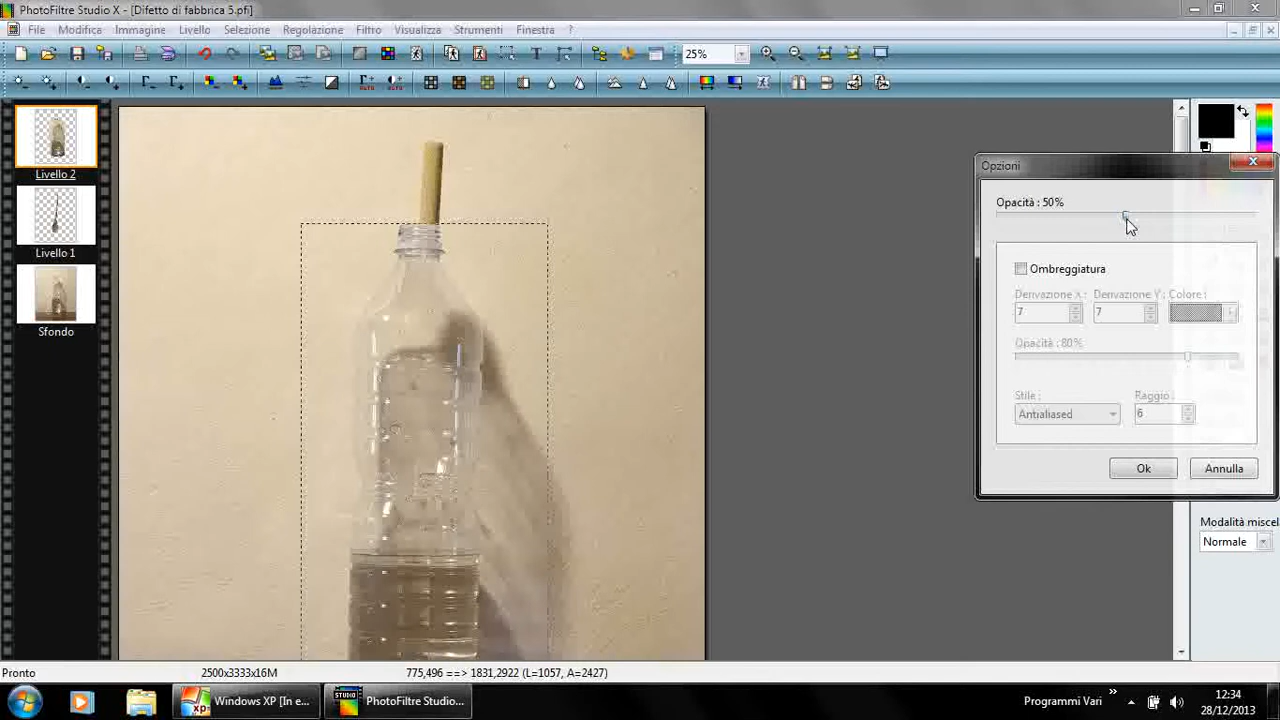 PhotoFiltre Studio X - [Difetto di fabbrica 5.pfi]
File Modifica Immagine Livello Selezione Regolazione Filtro Visualizza Strumenti Finestra
25%
Livello 2
Livello 1
Sfondo
Opzioni
Opacità : 50%
Ombreggiatura
Derivazione X : Derivazione Y : Colore :
7 7
Opacità : 80%
Stile : Raggio :
Antialiased 6
Ok Annulla
Modalità miscel
Normale
Pronto 2500x3333x16M 775,496 ==> 1831,2922 (L=1057, A=2427)
Windows XP [In e... PhotoFiltre Studio... Programmi Vari 12:34
28/12/2013